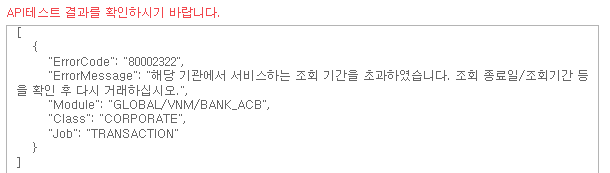 API테스트 결과를 확인하시기 바랍니다.
[
{
"ErrorCode": "80002322",
"ErrorMessage": "해당 기관에서 서비스하는 조회 기간을 초과하였습니다. 조회 종료일/조회기간 등
을 확인 후 다시 거래하십시오.",
"Module": "GLOBAL/VNM/BANK_ACB",
"Class": "CORPORATE",
"Job": "TRANSACTION"
}
]